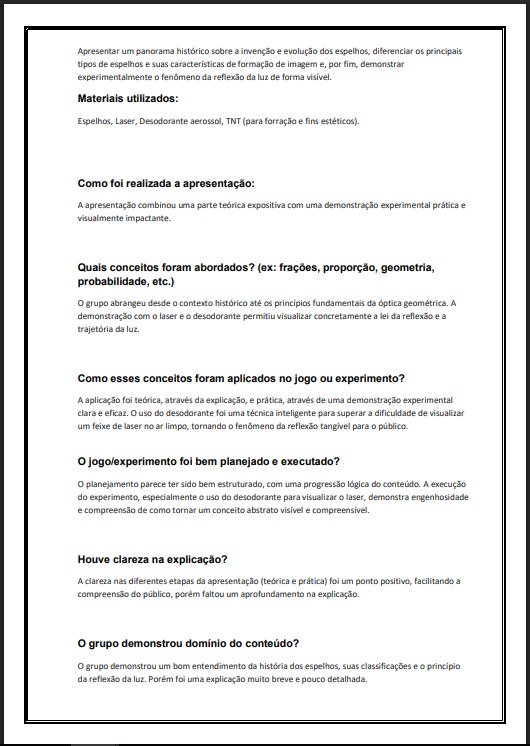 Apresentar um panorama histórico sobre a invenção e evolução dos espelhos, diferenciar os principais
tipos de espelhos e suas características de formação de imagem e, por fim, demonstrar
experimentalmente o fenômeno da reflexão da luz de forma visível.
Materiais utilizados:
Espelhos, Laser, Desodorante aerossol, TNT (para forração e fins estéticos).
Como foi realizada a apresentação:
A apresentação combinou uma parte teórica expositiva com uma demonstração experimental prática e
visualmente impactante.
Quais conceitos foram abordados? (ex: frações, proporção, geometria,
probabilidade, etc.)
O grupo abrangeu desde o contexto histórico até os princípios fundamentais da óptica geométrica. A
demonstração com o laser e o desodorante permitiu visualizar concretamente a lei da reflexão e a
trajetória da luz.
Como esses conceitos foram aplicados no jogo ou experimento?
A aplicação foi teórica, através da explicação, e prática, através de uma demonstração experimental
clara e eficaz. O uso do desodorante foi uma técnica inteligente para superar a dificuldade de visualizar
um feixe de laser no ar limpo, tornando o fenômeno da reflexão tangível para o público.
O jogo/experimento foi bem planejado e executado?
O planejamento parece ter sido bem estruturado, com uma progressão lógica do conteúdo. A execução
do experimento, especialmente o uso do desodorante para visualizar o laser, demonstra engenhosidade
e compreensão de como tornar um conceito abstrato visível e compreensível.
Houve clareza na explicação?
A clareza nas diferentes etapas da apresentação (teórica e prática) foi um ponto positivo, facilitando a
compreensão do público, porém faltou um aprofundamento na explicação.
O grupo demonstrou domínio do conteúdo?
O grupo demonstrou um bom entendimento da história dos espelhos, suas classificações e o princípio
da reflexão da luz. Porém foi uma explicação muito breve e pouco detalhada.